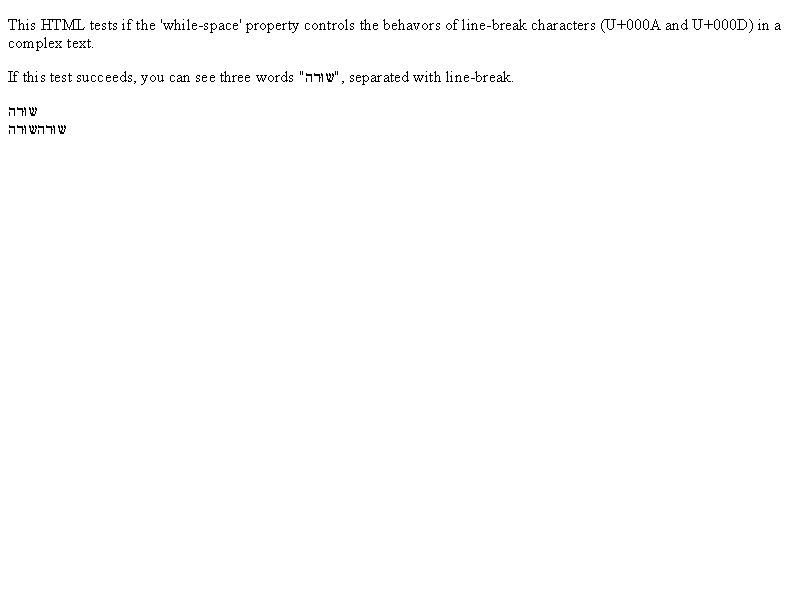 This HTML tests if the 'while-space' property controls the behavors of line-break characters (U+000A and U+000D) in a
complex text.
If this test succeeds, you can see three words "שורה", separated with line-break.
שורה
שורהשורה